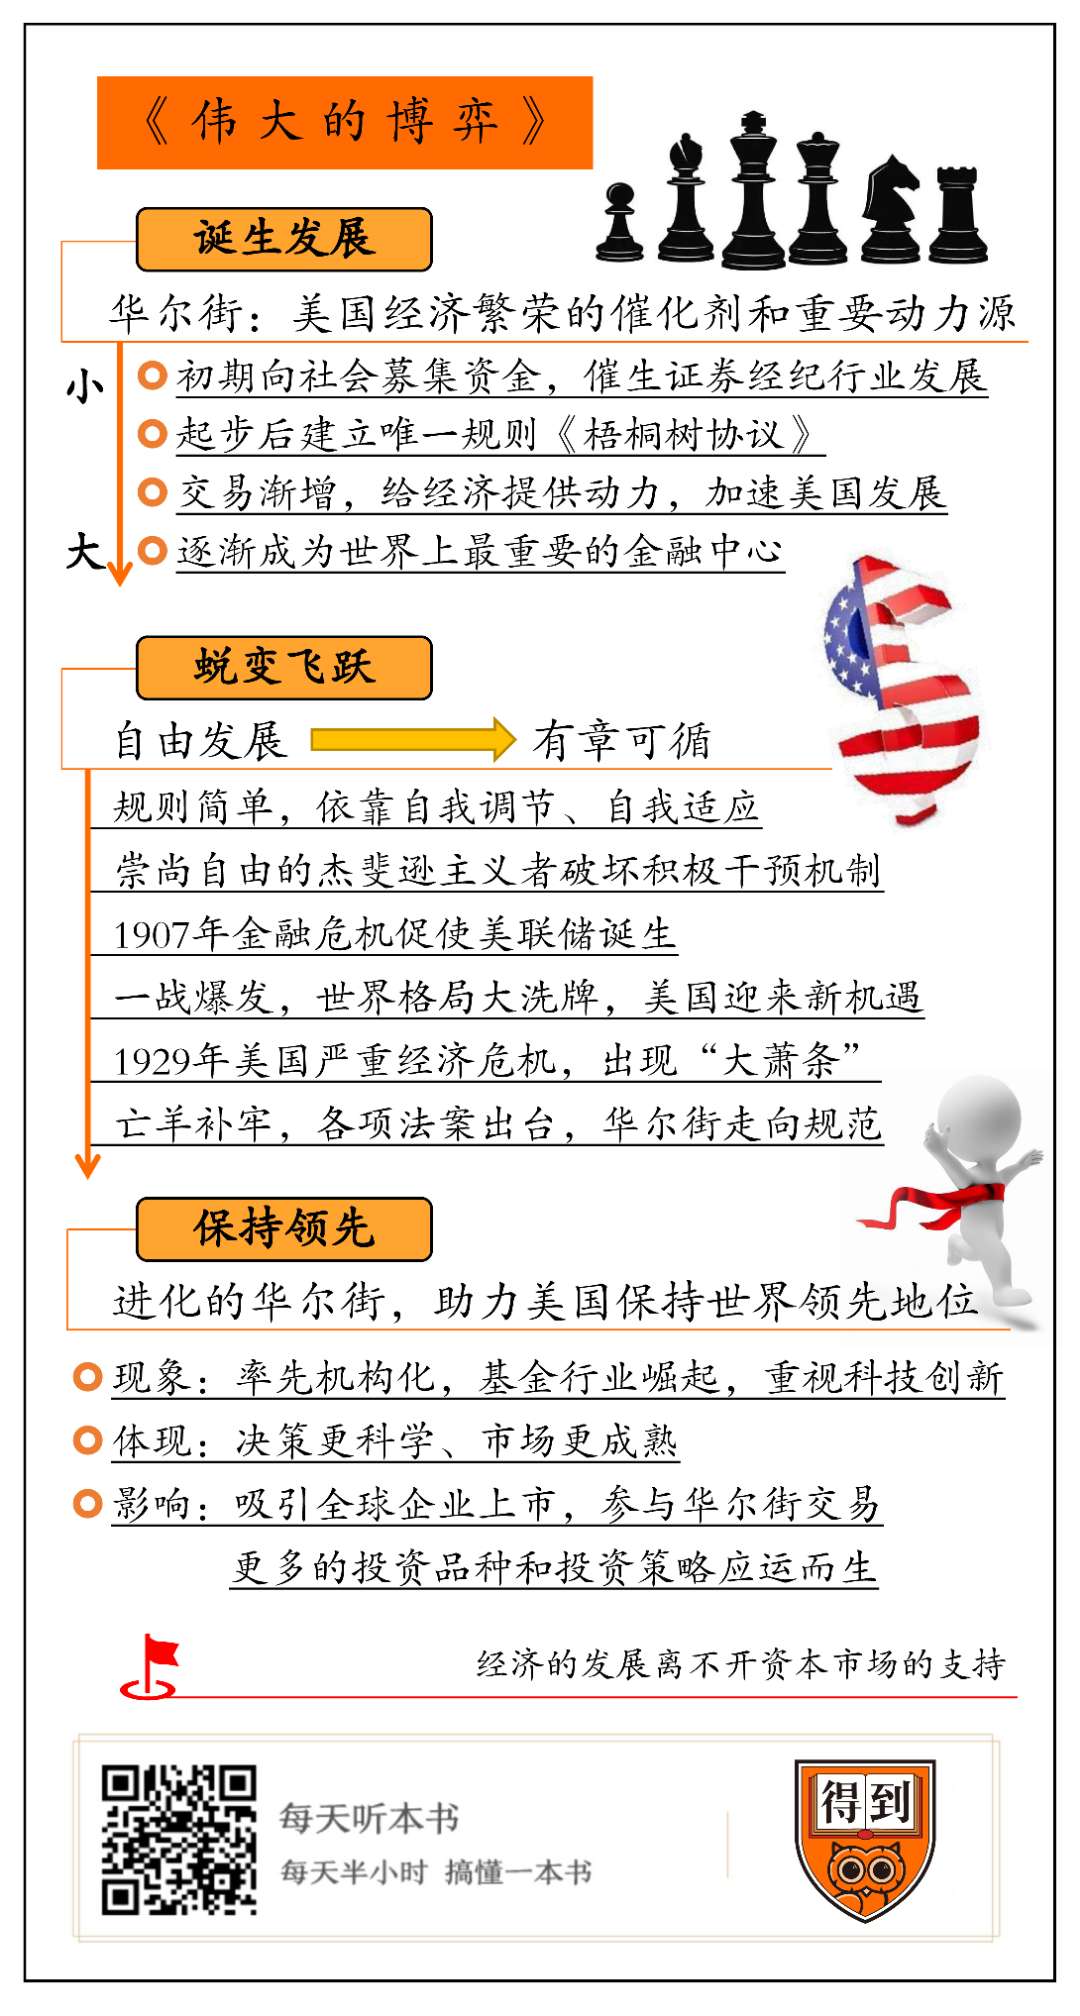 《伟大的博弈》
诞生发展
华尔街：美国经济繁荣的催化剂和重要动力源
小
初期向社会募集资金，催生证券经纪行业发展
起步后建立唯一规则《梧桐树协议》
交易渐增，给经济提供动力，加速美国发展
大
逐渐成为世界上最重要的金融中心
蜕变飞跃
自由发展 有章可循
规则简单，依靠自我调节、自我适应
崇尚自由的杰斐逊主义者破坏积极干预机制
1907年金融危机促使美联储诞生
一战爆发，世界格局大洗牌，美国迎来新机遇
1929年美国严重经济危机，出现“大萧条”
亡羊补牢，各项法案出台，华尔街走向规范
保持领先
进化的华尔街，助力美国保持世界领先地位
现象：率先机构化，基金行业崛起，重视科技创新
体现：决策更科学、市场更成熟
影响：吸引全球企业上市，参与华尔街交易
更多的投资品种和投资策略应运而生
经济的发展离不开资本市场的支持
每天听本书
每天半小时 搞懂一本书
得到